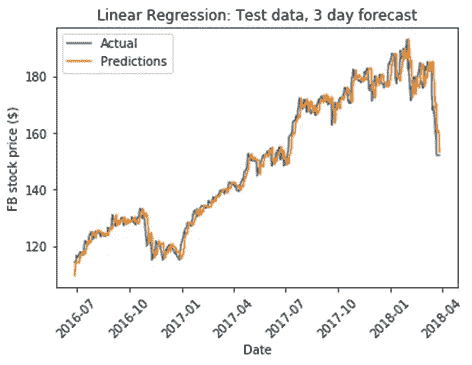 Linear Regression: Test data, 3 day forecast
Actual
Predictions
FB stock price ($)
180
160
140
120
2016-07
2016-10
2017-01
2017-04
2017-07
2017-10
2018-01
2018-04
Date